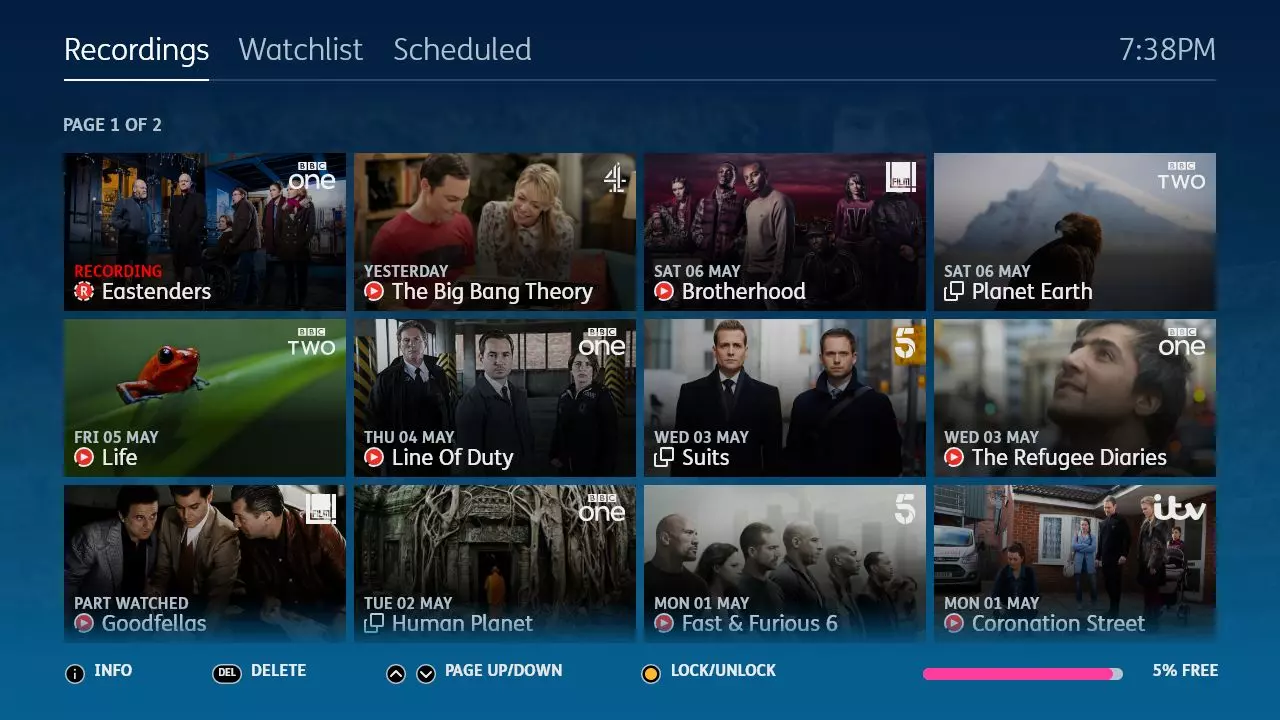 Recordings Watchlist Scheduled 7:38PM
PAGE 1 OF 2
BBC one
RECORDING
R Eastenders
4
YESTERDAY
The Big Bang Theory
FILM
SAT 06 MAY
Brotherhood
BBC TWO
SAT 06 MAY
Planet Earth
BBC TWO
FRI 05 MAY
Life
BBC one
THU 04 MAY
Line Of Duty
5
WED 03 MAY
Suits
BBC one
WED 03 MAY
The Refugee Diaries
FILM
PART WATCHED
Goodfellas
BBC one
TUE 02 MAY
Human Planet
5
MON 01 MAY
Fast & Furious 6
itv
MON 01 MAY
Coronation Street
i INFO DEL DELETE PAGE UP/DOWN LOCK/UNLOCK 5% FREE